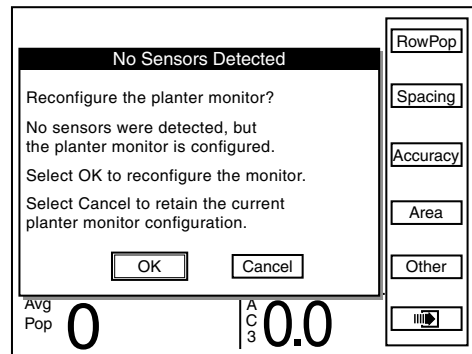 No Sensors Detected
Reconfigure the planter monitor?
No sensors were detected, but
the planter monitor is configured.
Select OK to reconfigure the monitor.
Select Cancel to retain the current
planter monitor configuration.
OK
Cancel
RowPop
Spacing
Accuracy
Area
Other
Avg
Pop
0
A
C
3
0.0